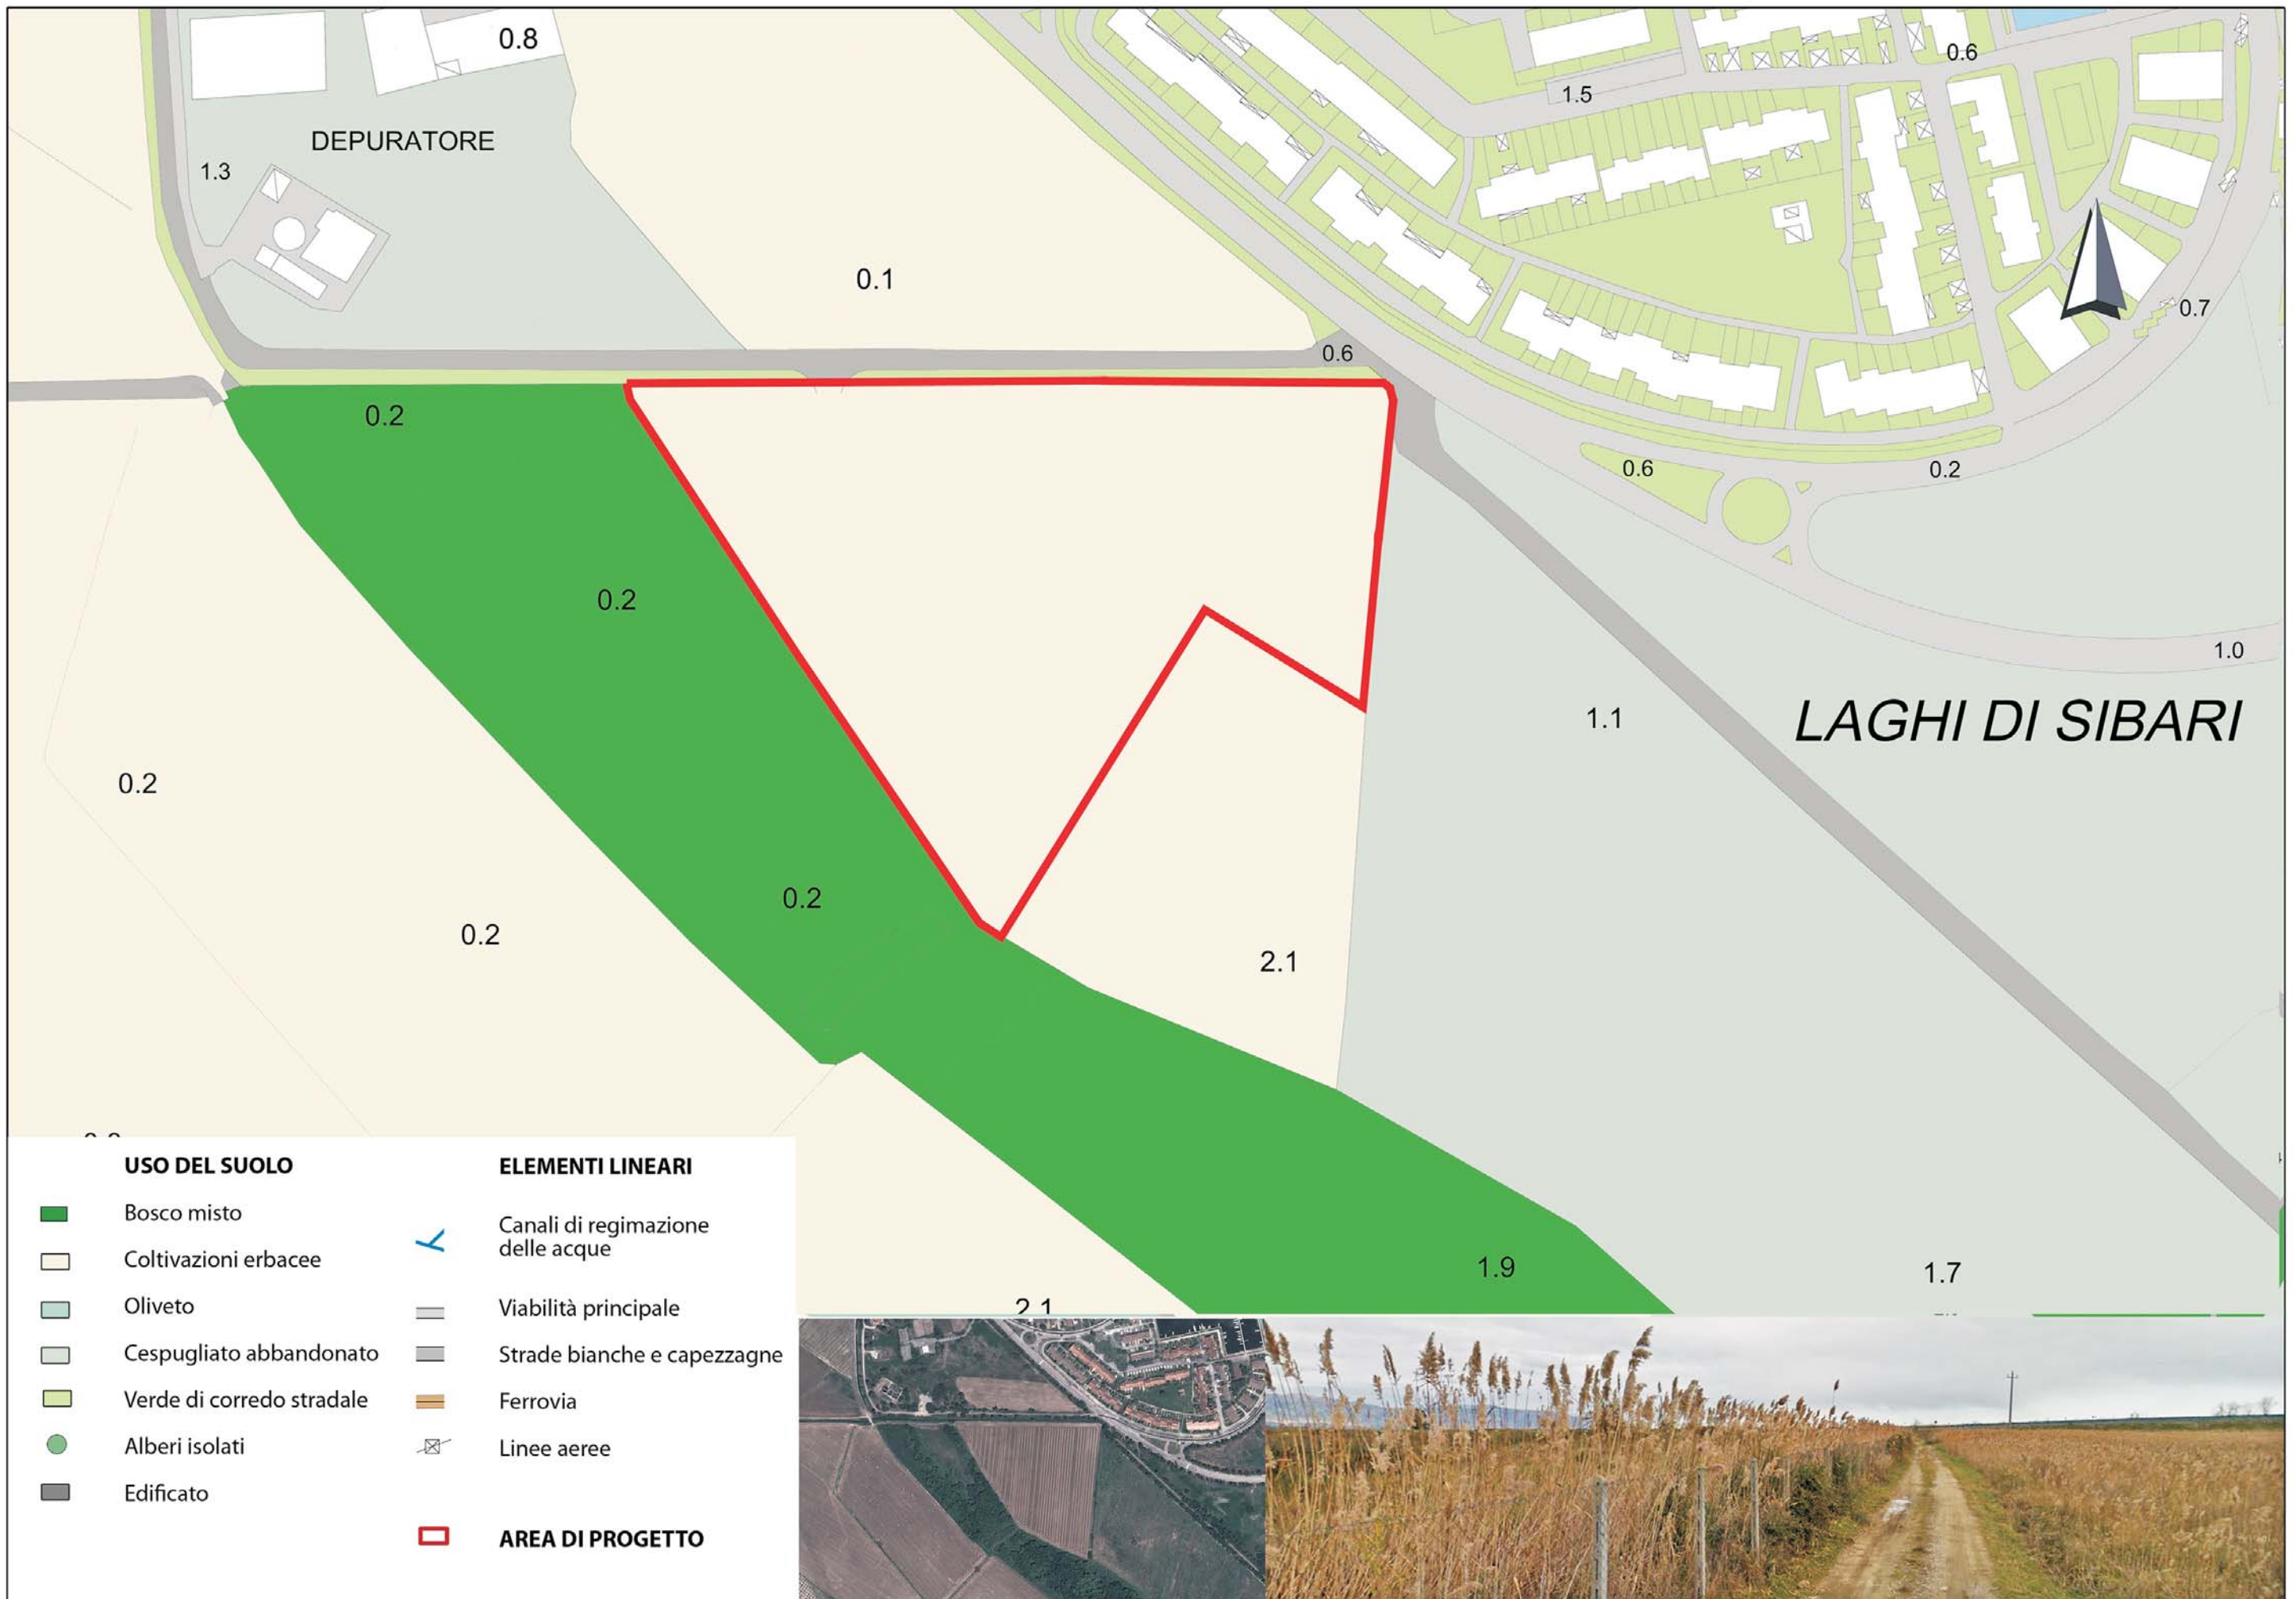 0.8
0.6
1.5
DEPURATORE
1.3
0.1
0.7
0.6
0.2
0.6
0.2
0.2
1.0
1.1
LAGHI DI SIBARI
0.2
0.2
0.2
2.1
1.9
1.7
2.1
USO DEL SUOLO
Bosco misto
Coltivazioni erbacee
Oliveto
Cespugliato abbandonato
Verde di corredo stradale
Alberi isolati
Edificato
ELEMENTI LINEARI
Canali di regimazione
delle acque
Viabilità principale
Strade bianche e capezzagne
Ferrovia
Linee aeree
AREA DI PROGETTO